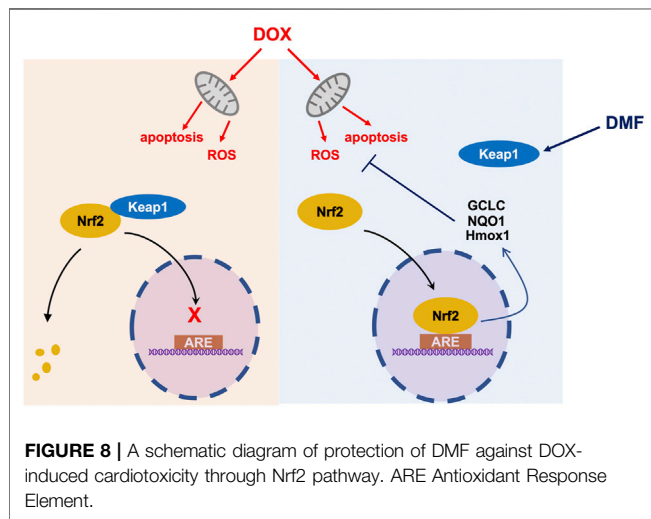 DOX
apoptosis
ROS
Keap1
Nrf2
X
ARE
ROS
apoptosis
DMF
Keap1
GCLC
NQO1
Hmox1
Nrf2
Nrf2
ARE
FIGURE 8 | A schematic diagram of protection of DMF against DOX-
induced cardiotoxicity through Nrf2 pathway. ARE Antioxidant Response
Element.